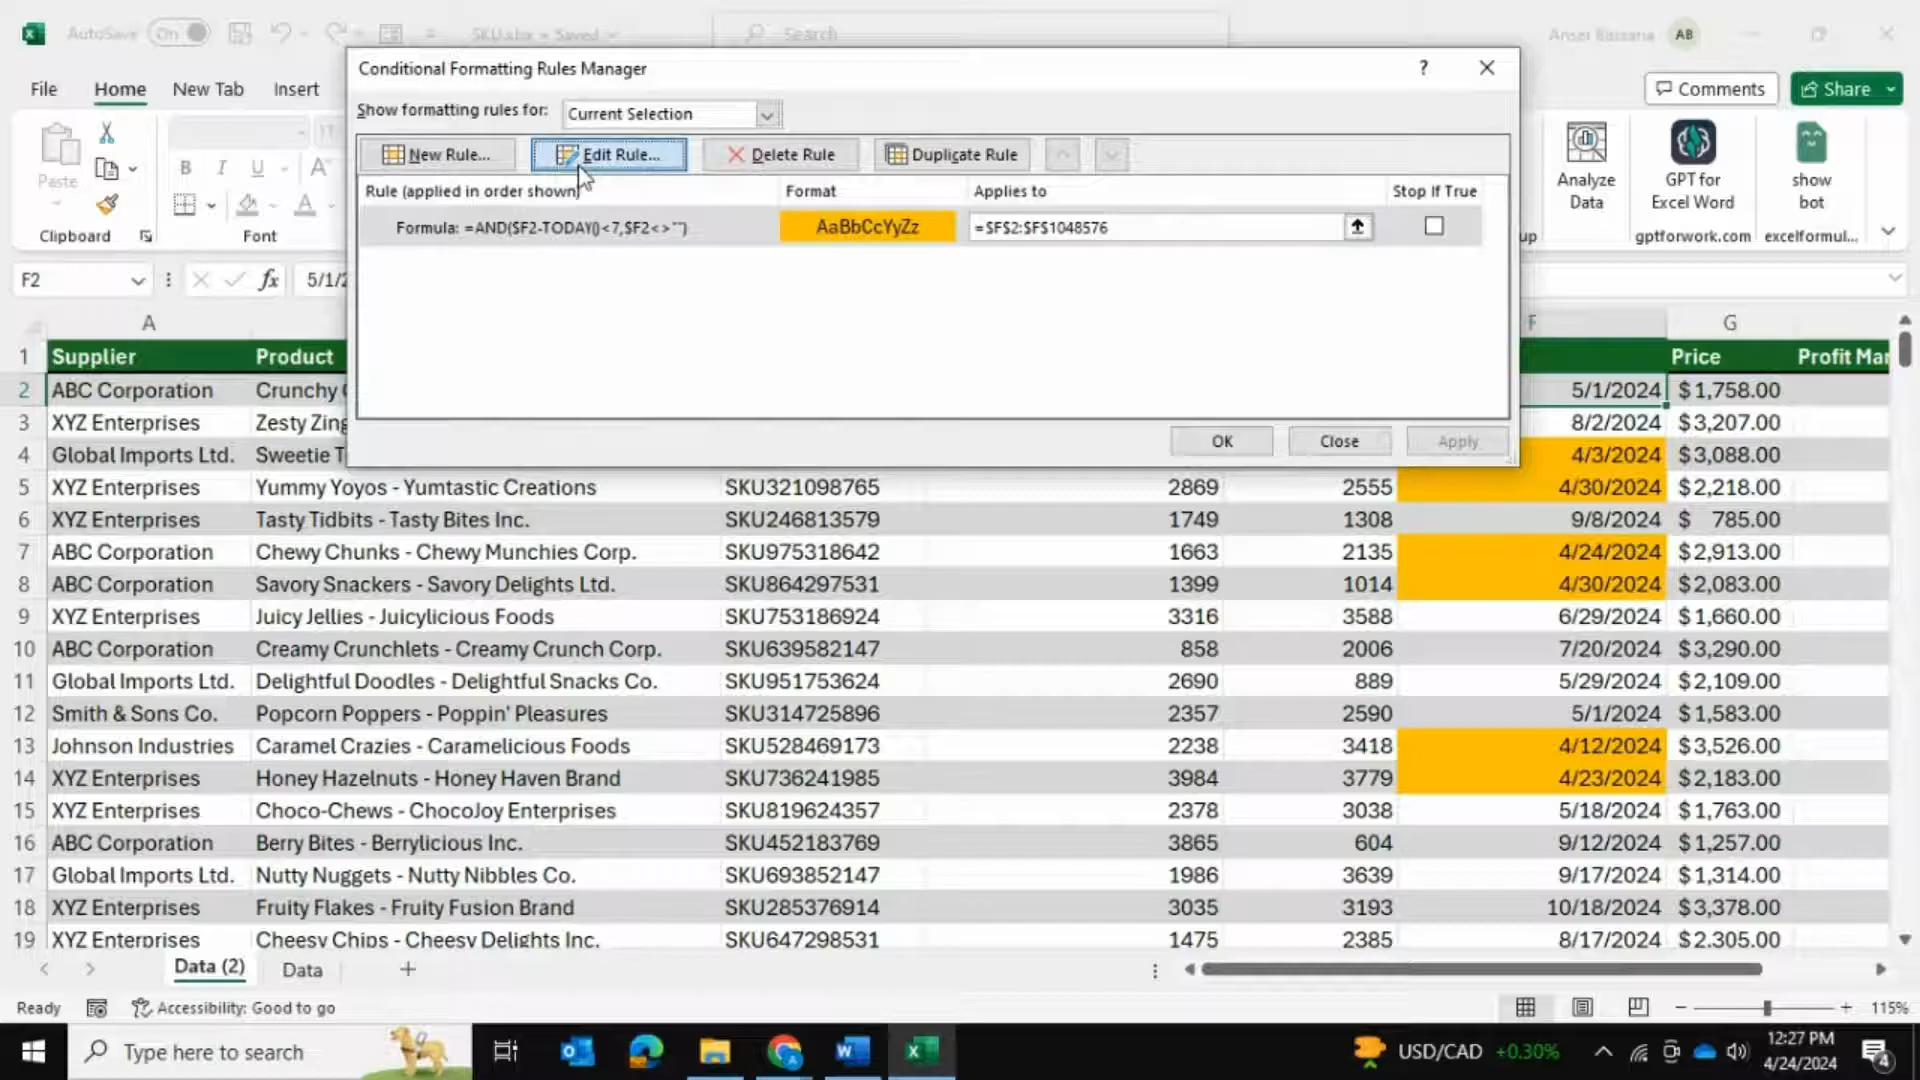 AutoSave On SKU.xlsx • Saved Search Anser Bassana AB
Conditional Formatting Rules Manager ?
File Home New Tab Insert Comments Share
Show formatting rules for: Current Selection
New Rule... Edit Rule... Delete Rule Duplicate Rule
Rule (applied in order shown) Format Applies to Stop If True
Formula: =AND($F2-TODAY()<7,$F2<>"") AaBbCcYyZz =$F$2:$F$1048576
OK Close Apply
Paste
B I U A
Clipboard Font
Analyze Data
GPT for Excel Word
show bot
gptforwork.com excelformul...
F2 fx 5/1/2
A F G
1 Supplier Product Price Profit Mar
2 ABC Corporation Crunchy 5/1/2024 $1,758.00
3 XYZ Enterprises Zesty Zing 8/2/2024 $3,207.00
4 Global Imports Ltd. Sweetie T 4/3/2024 $3,088.00
5 XYZ Enterprises Yummy Yoyos - Yumtastic Creations SKU321098765 2869 2555 4/30/2024 $2,218.00
6 XYZ Enterprises Tasty Tidbits - Tasty Bites Inc. SKU246813579 1749 1308 9/8/2024 $ 785.00
7 ABC Corporation Chewy Chunks - Chewy Munchies Corp. SKU975318642 1663 2135 4/24/2024 $2,913.00
8 ABC Corporation Savory Snackers - Savory Delights Ltd. SKU864297531 1399 1014 4/30/2024 $2,083.00
9 XYZ Enterprises Juicy Jellies - Juicylicious Foods SKU753186924 3316 3588 6/29/2024 $1,660.00
10 ABC Corporation Creamy Crunchlets - Creamy Crunch Corp. SKU639582147 858 2006 7/20/2024 $3,290.00
11 Global Imports Ltd. Delightful Doodles - Delightful Snacks Co. SKU951753624 2690 889 5/29/2024 $2,109.00
12 Smith & Sons Co. Popcorn Poppers - Poppin' Pleasures SKU314725896 2357 2590 5/1/2024 $1,583.00
13 Johnson Industries Caramel Crazies - Caramelicious Foods SKU528469173 2238 3418 4/12/2024 $3,526.00
14 XYZ Enterprises Honey Hazelnuts - Honey Haven Brand SKU736241985 3984 3779 4/23/2024 $2,183.00
15 XYZ Enterprises Choco-Chews - ChocoJoy Enterprises SKU819624357 2378 3038 5/18/2024 $1,763.00
16 ABC Corporation Berry Bites - Berrylicious Inc. SKU452183769 3865 604 9/12/2024 $1,257.00
17 Global Imports Ltd. Nutty Nuggets - Nutty Nibbles Co. SKU693852147 1986 3639 9/17/2024 $1,314.00
18 XYZ Enterprises Fruity Flakes - Fruity Fusion Brand SKU285376914 3035 3193 10/18/2024 $3,378.00
19 XYZ Enterprises Cheesy Chips - Cheesy Delights Inc. SKU647298531 1475 2385 8/17/2024 $2,305.00
Data (2) Data
Ready Accessibility: Good to go 115%
Type here to search USD/CAD +0.30% 12:27 PM
4/24/2024 4